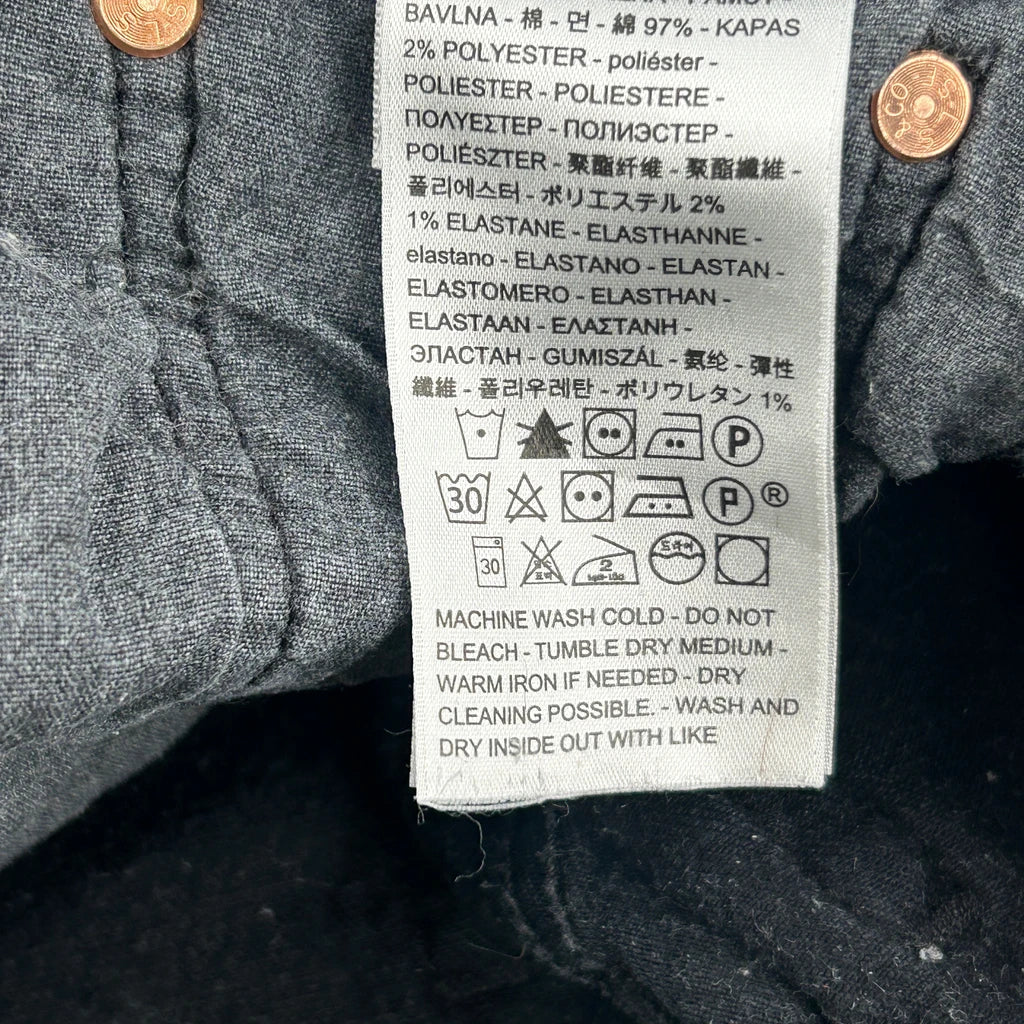 BAVLNA - 棉 - 면 - 綿 97% - KAPAS
2% POLYESTER - poliéster -
POLIESTER - POLIESTERE -
ΠΟΛΥΕΣΤΕΡ - ПОЛИЭСТЕР -
POLIÉSZTER - 聚酯纤维 - 聚酯纖維 -
폴리에스터 - ポリエステル 2%
1% ELASTANE - ELASTHANNE -
elastano - ELASTANO - ELASTAN -
ELASTOMERO - ELASTHAN -
ELASTAAN - ΕΛΑΣΤΑΝΗ -
ЭЛАСТАН - GUMISZÁL - 氨纶 - 彈性
纖維 - 폴리우레탄 - ポリウレタン 1%
P
30 P ®
30 2 드라이
MACHINE WASH COLD - DO NOT
BLEACH - TUMBLE DRY MEDIUM -
WARM IRON IF NEEDED - DRY
CLEANING POSSIBLE. - WASH AND
DRY INSIDE OUT WITH LIKE